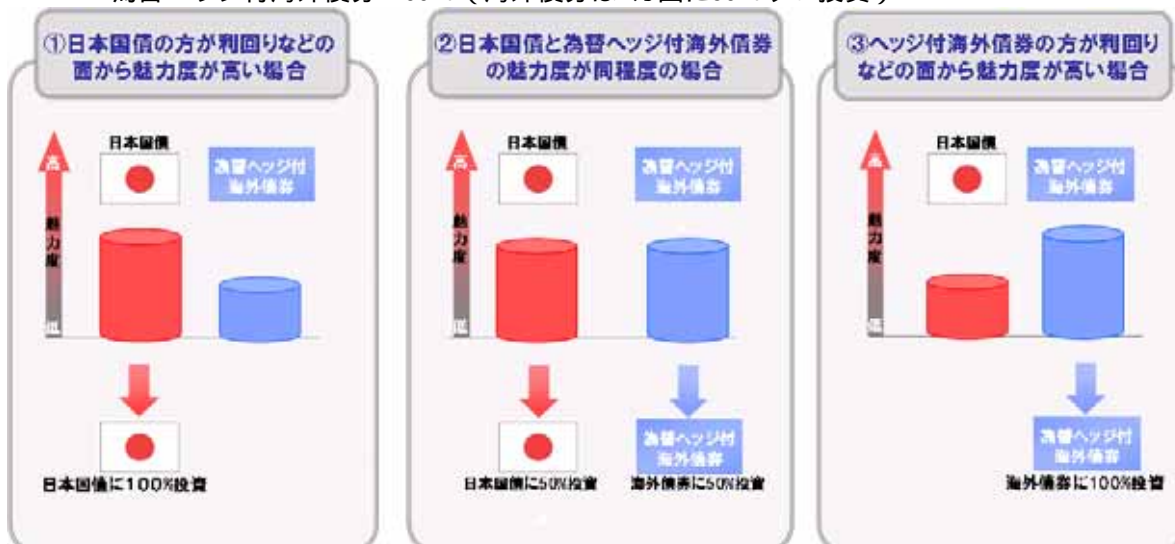 ①日本国債の方が利回りなどの
面から魅力度が高い場合
②日本国債と為替ヘッジ付海外債券
の魅力度が同程度の場合
③ヘッジ付海外債券の方が利回り
などの面から魅力度が高い場合
高
魅力度
低
日本国債
為替ヘッジ付
海外債券
日本国債に100%投資
高
魅力度
低
日本国債
為替ヘッジ付
海外債券
為替ヘッジ付
海外債券
日本国債に50%投資
海外債券に50%投資
高
魅力度
低
日本国債
為替ヘッジ付
海外債券
為替ヘッジ付
海外債券
海外債券に100%投資